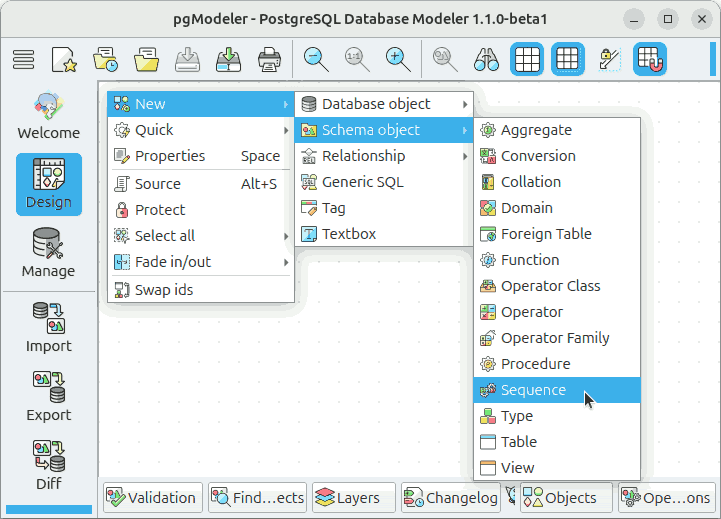 pgModeler - PostgreSQL Database Modeler 1.1.0-beta1
1:1
Welcome
Design
Manage
Import
Export
Diff
New
Quick
Properties Space
Source Alt+S
Protect
Select all
Fade in/out
Swap ids
Database object
Schema object
Relationship
Generic SQL
Tag
Textbox
Aggregate
Conversion
Collation
Domain
Foreign Table
Function
Operator Class
Operator
Operator Family
Procedure
Sequence
Type
Table
View
Validation
Find...ects
Layers
Changelog
Objects
Ope...ons